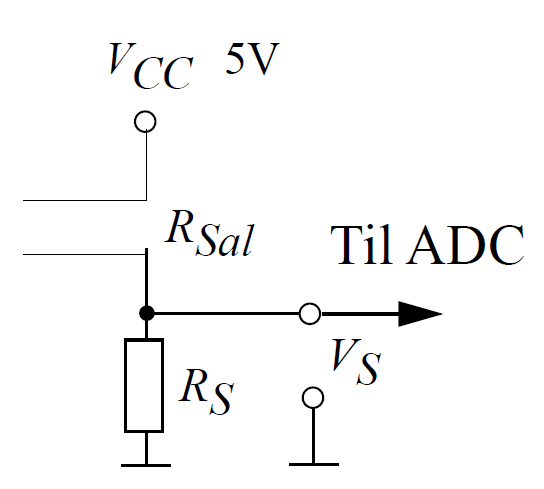 VCC 5V
RSal
Til ADC
VS
RS